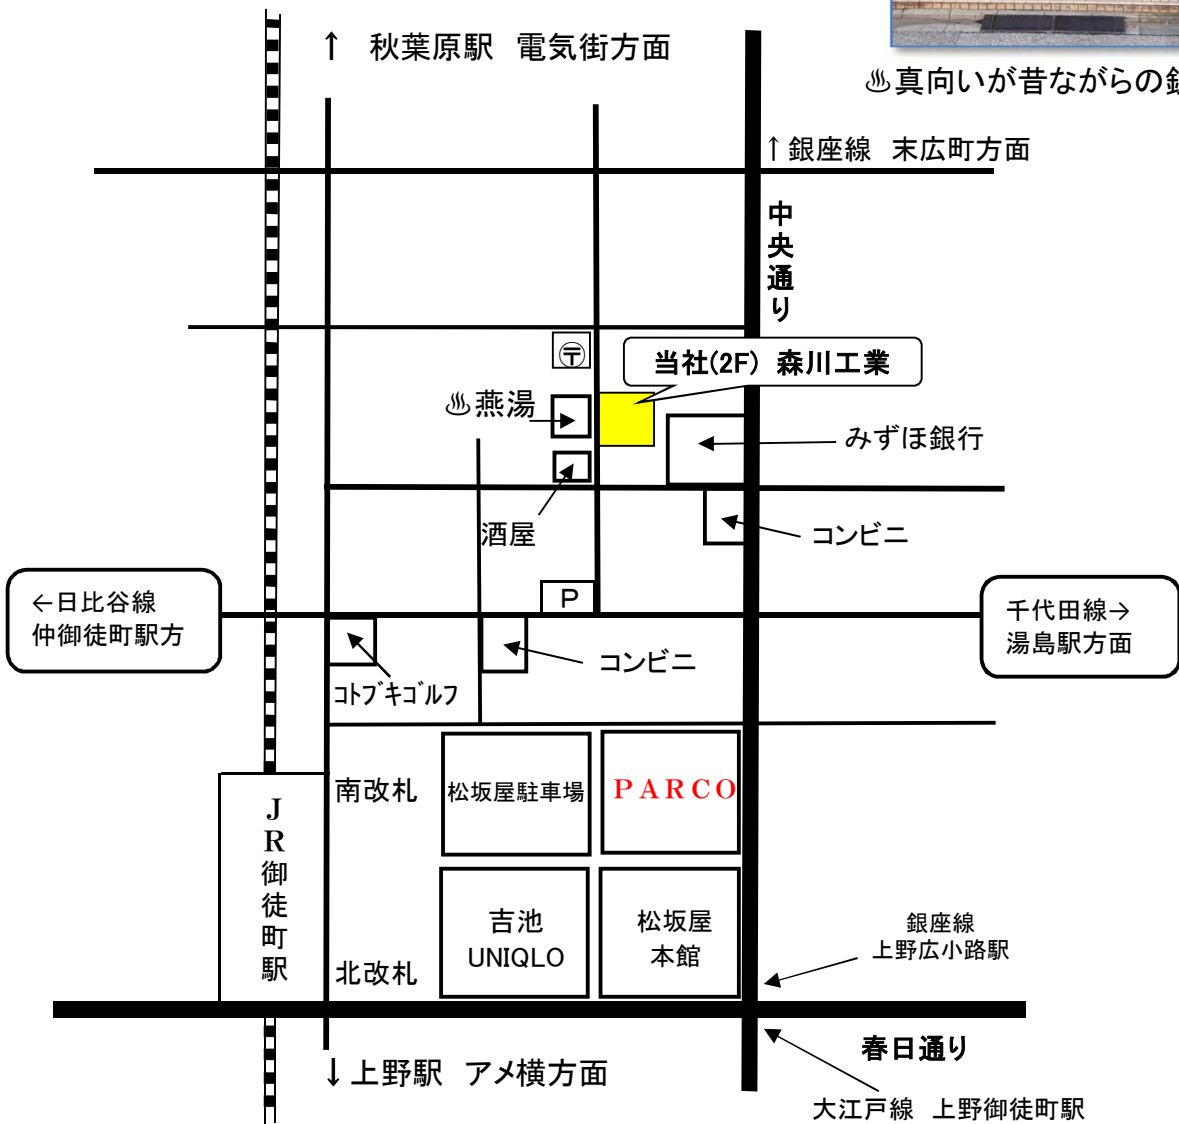 ↑ 秋葉原駅 電気街方面
♨真向いが昔ながらの
↑銀座線 末広町方面
中央通り
〒
当社(2F) 森川工業
♨燕湯
みずほ銀行
酒屋
コンビニ
P
←日比谷線
仲御徒町駅方
千代田線→
湯島駅方面
コンビニ
ｺﾄﾌﾞｷｺﾞﾙﾌ
南改札
松坂屋駐車場
PARCO
JR御徒町駅
吉池
UNIQLO
松坂屋
本館
銀座線
上野広小路駅
北改札
春日通り
↓上野駅 アメ横方面
大江戸線 上野御徒町駅